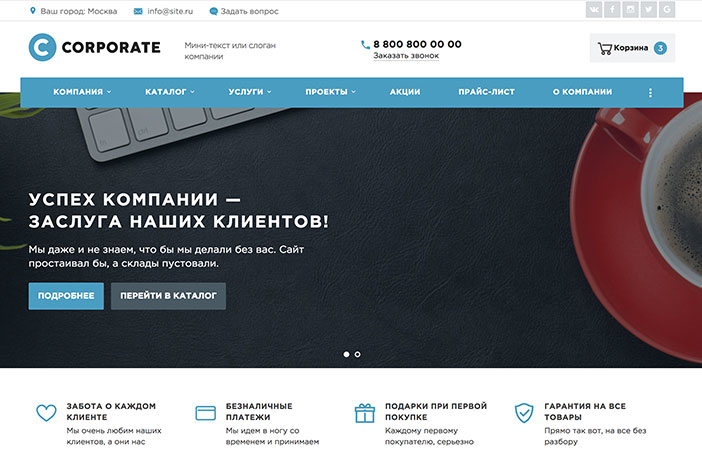 Ваш город: Москва
info@site.ru
Задать вопрос
C CORPORATE
Мини-текст или слоган
компании
8 800 800 00 00
Заказать звонок
Корзина 3
КОМПАНИЯ
КАТАЛОГ
УСЛУГИ
ПРОЕКТЫ
АКЦИИ
ПРАЙС-ЛИСТ
О КОМПАНИИ
УСПЕХ КОМПАНИИ —
ЗАСЛУГА НАШИХ КЛИЕНТОВ!
Мы даже и не знаем, что бы мы делали без вас. Сайт
простаивал бы, а склады пустовали.
ПОДРОБНЕЕ
ПЕРЕЙТИ В КАТАЛОГ
ЗАБОТА О КАЖДОМ
КЛИЕНТЕ
Мы очень любим наших
клиентов, а они нас
БЕЗНАЛИЧНЫЕ
ПЛАТЕЖИ
Мы идем в ногу со
временем и принимаем
ПОДАРКИ ПРИ ПЕРВОЙ
ПОКУПКЕ
Каждому первому
покупателю, серьезно
ГАРАНТИЯ НА ВСЕ
ТОВАРЫ
Прямо так вот, на все без
разбору